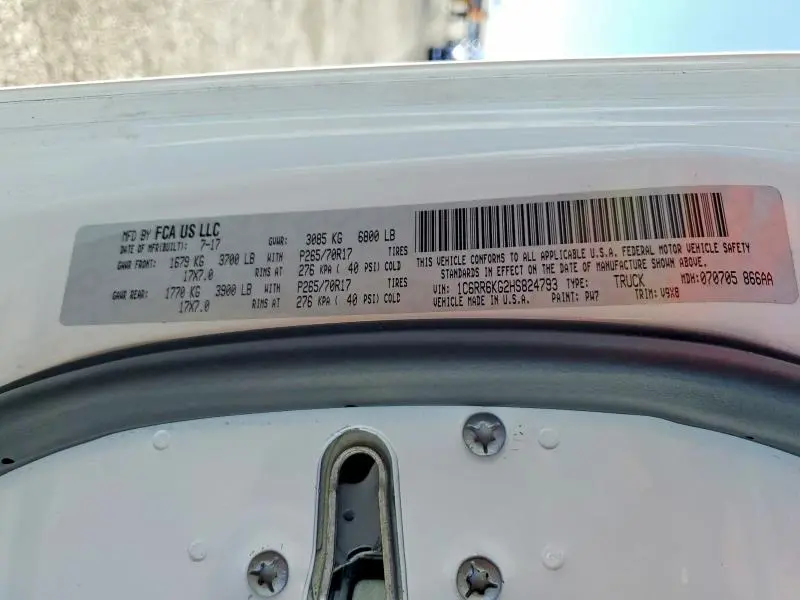 MFD BY FCA US LLC
DATE OF MFR(BUILT): 7-17 GVWR: 3085 KG 6800 LB
GAWR FRONT: 1679 KG 3700 LB WITH P265/70R17 TIRES
17X7.0 RIMS AT 276 KPA ( 40 PSI) COLD
GAWR REAR: 1770 KG 3900 LB WITH P265/70R17 TIRES
17X7.0 RIMS AT 276 KPA ( 40 PSI) COLD
THIS VEHICLE CONFORMS TO ALL APPLICABLE U.S.A. FEDERAL MOTOR VEHICLE SAFETY
STANDARDS IN EFFECT ON THE DATE OF MANUFACTURE SHOWN ABOVE.
VIN: 1C6RR6KG2HS824793 TYPE: TRUCK MDH:070705 866AA
VEHICLE MADE IN U.S.A. PAINT: PW7 TRIM: V9X8